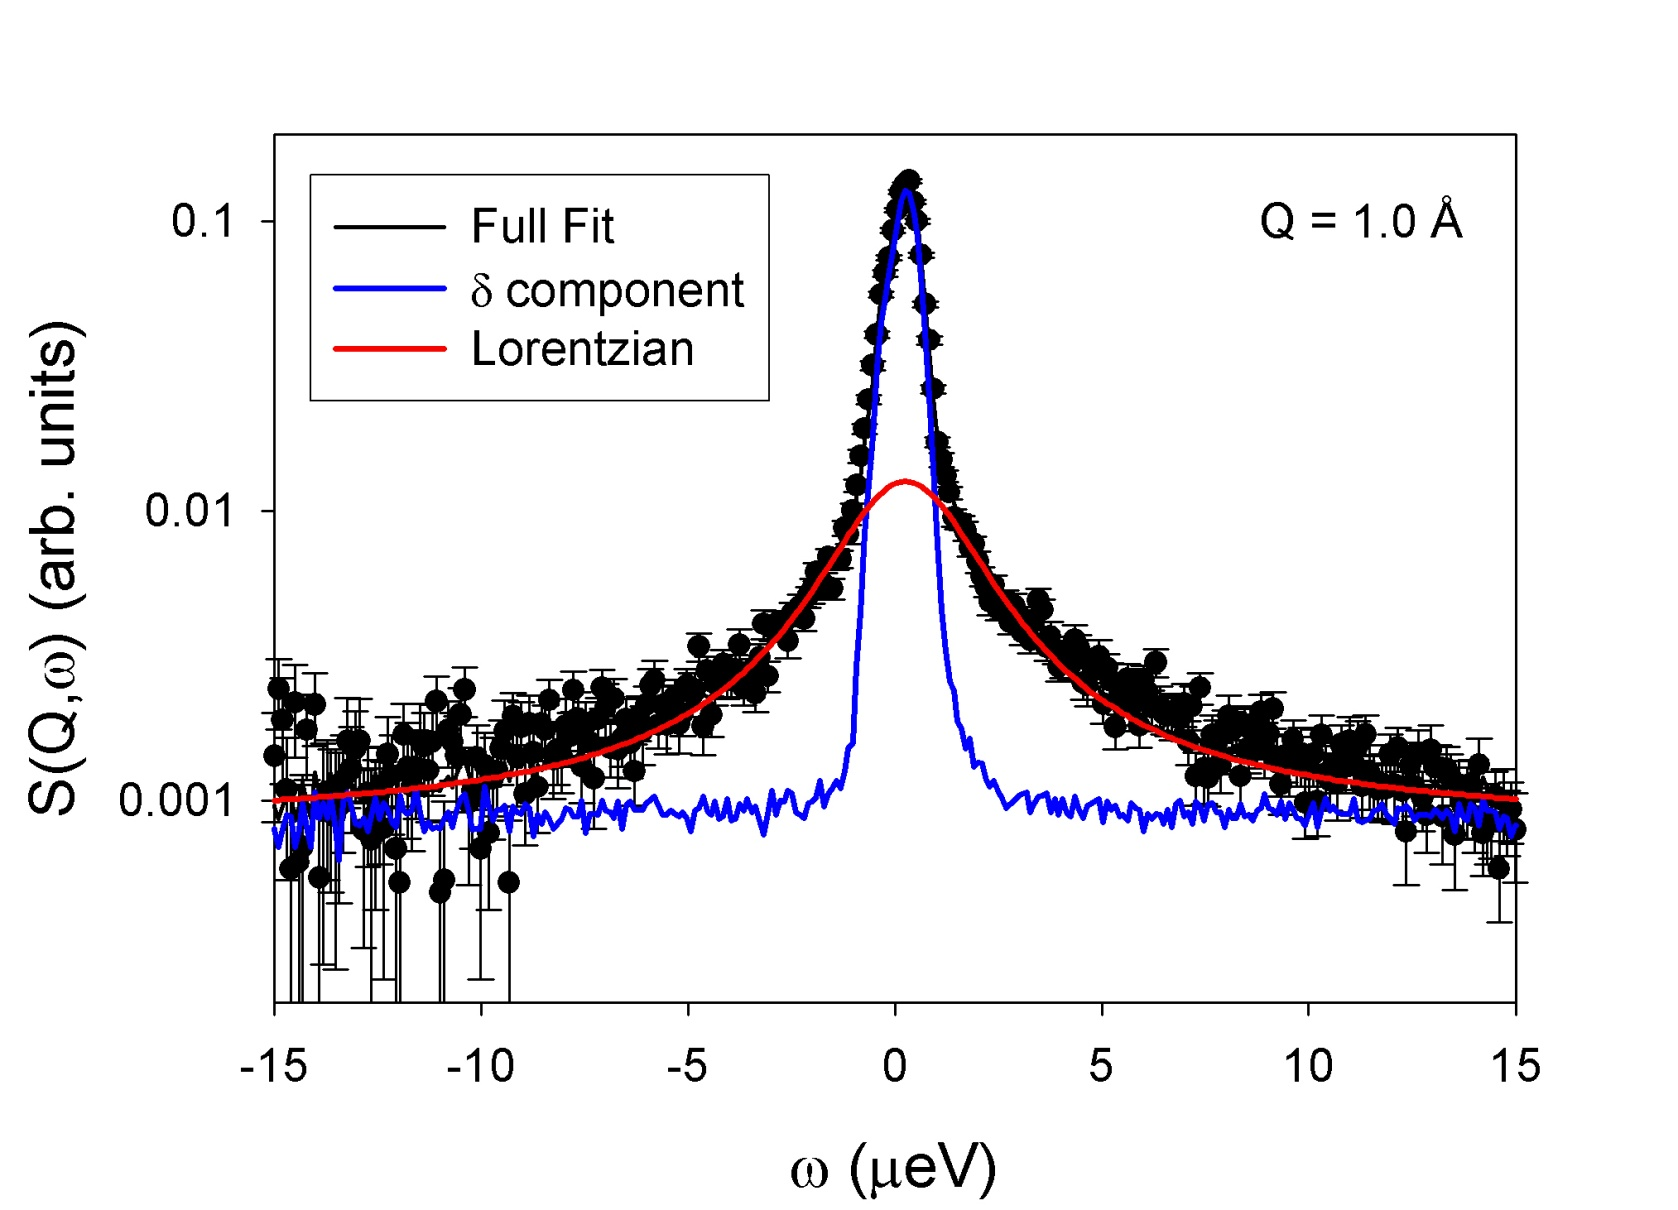 Full Fit
δ component
Lorentzian
Q = 1.0 Å
S(Q,ω) (arb. units)
0.1
0.01
0.001
-15 -10 -5 0 5 10 15
ω (μeV)